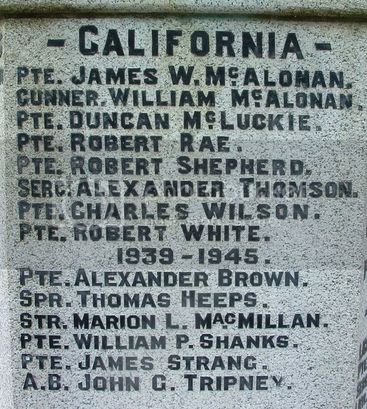 - CALIFORNIA -
PTE. JAMES W. McALONAN.
GUNNER. WILLIAM McALONAN.
PTE. DUNCAN McLUCKIE.
PTE. ROBERT RAE.
PTE. ROBERT SHEPHERD.
SERG. ALEXANDER THOMSON.
PTE. CHARLES WILSON.
PTE. ROBERT WHITE.
1939-1945.
PTE. ALEXANDER BROWN.
SPR. THOMAS HEEPS.
STR. MARION L. MACMILLAN.
PTE. WILLIAM P. SHANKS.
PTE. JAMES STRANG.
A.B. JOHN G. TRIPNEY.